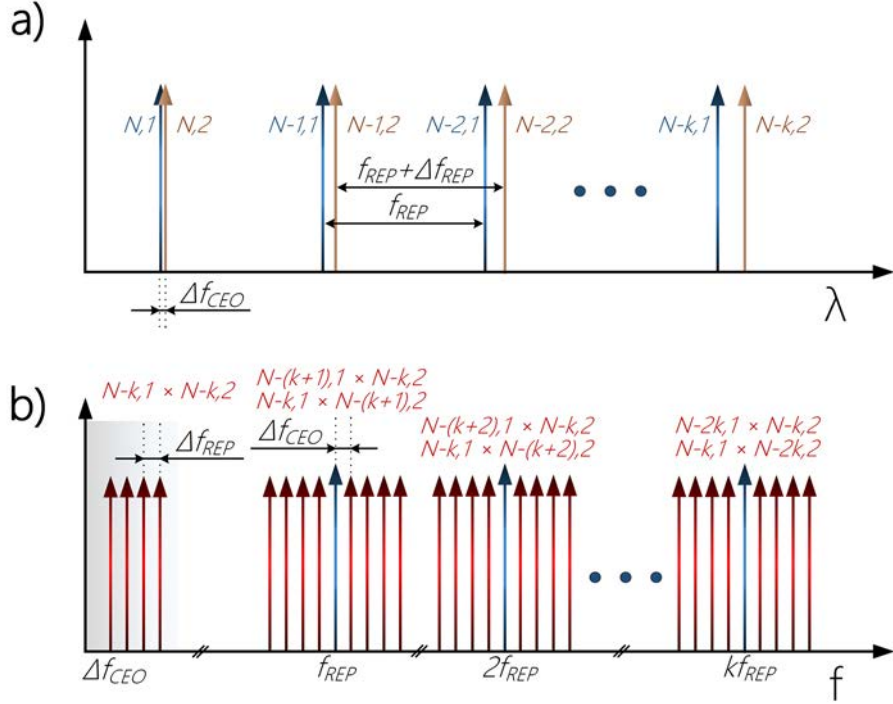 a)
N,1 N,2 N-1,1 N-1,2 N-2,1 N-2,2 N-k,1 N-k,2
f_REP+Δf_REP
f_REP
Δf_CEO
λ
b)
N-k,1 × N-k,2
N-(k+1),1 × N-k,2
N-k,1 × N-(k+1),2
N-(k+2),1 × N-k,2
N-k,1 × N-(k+2),2
N-2k,1 × N-k,2
N-k,1 × N-2k,2
Δf_REP
Δf_CEO
Δf_CEO f_REP 2f_REP kf_REP f